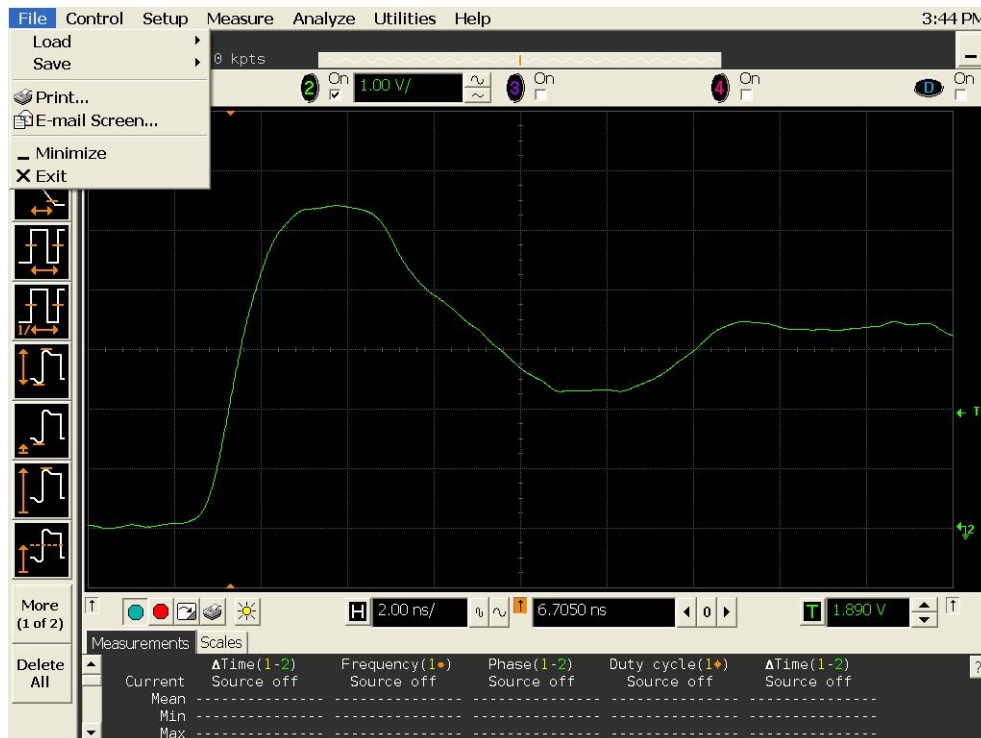 File Control Setup Measure Analyze Utilities Help 3:44 PM
Load
Save
0 kpts
Print...
E-mail Screen...
Minimize
Exit
2 On 1.00 V/ 3 On 4 On D On
T
2
1/
More
(1 of 2)
Delete
All
H 2.00 ns/ 6.7050 ns 0 T 1.890 V
Measurements Scales
ΔTime(1-2) Frequency(1) Phase(1-2) Duty cycle(1) ΔTime(1-2) ?
Current Source off Source off Source off Source off Source off
Mean
Min
Max